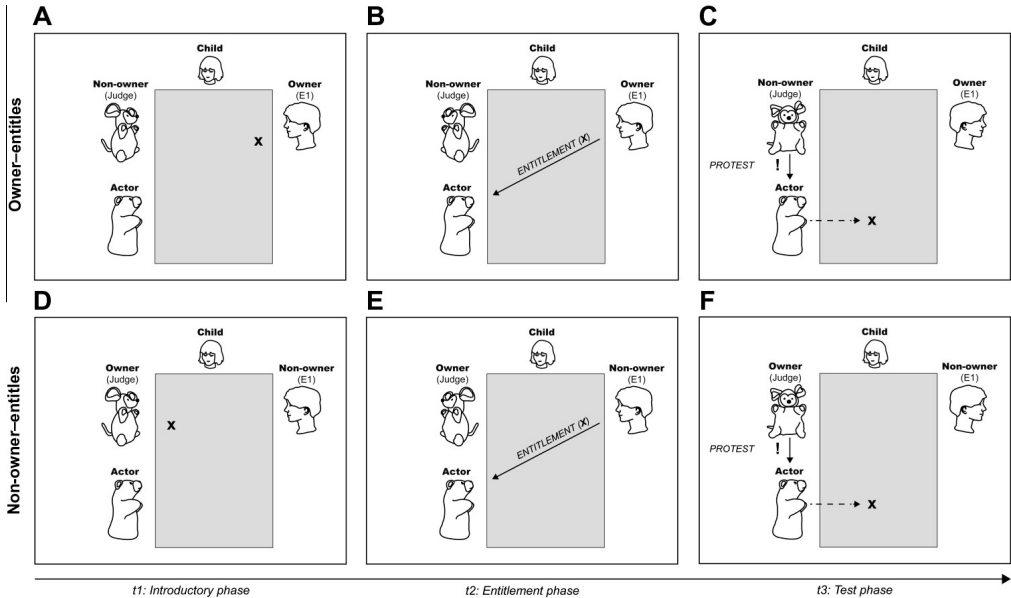 A
B
C
Owner–entitles
Child
Non-owner
(Judge)
Owner
(E1)
X
Actor
Child
Non-owner
(Judge)
Owner
(E1)
ENTITLEMENT (X)
Actor
Child
Non-owner
(Judge)
Owner
(E1)
PROTEST
!
Actor
X
D
E
F
Non-owner–entitles
Child
Owner
(Judge)
Non-owner
(E1)
X
Actor
Child
Owner
(Judge)
Non-owner
(E1)
ENTITLEMENT (X)
Actor
Child
Owner
(Judge)
Non-owner
(E1)
PROTEST
!
Actor
X
t1: Introductory phase
t2: Entitlement phase
t3: Test phase